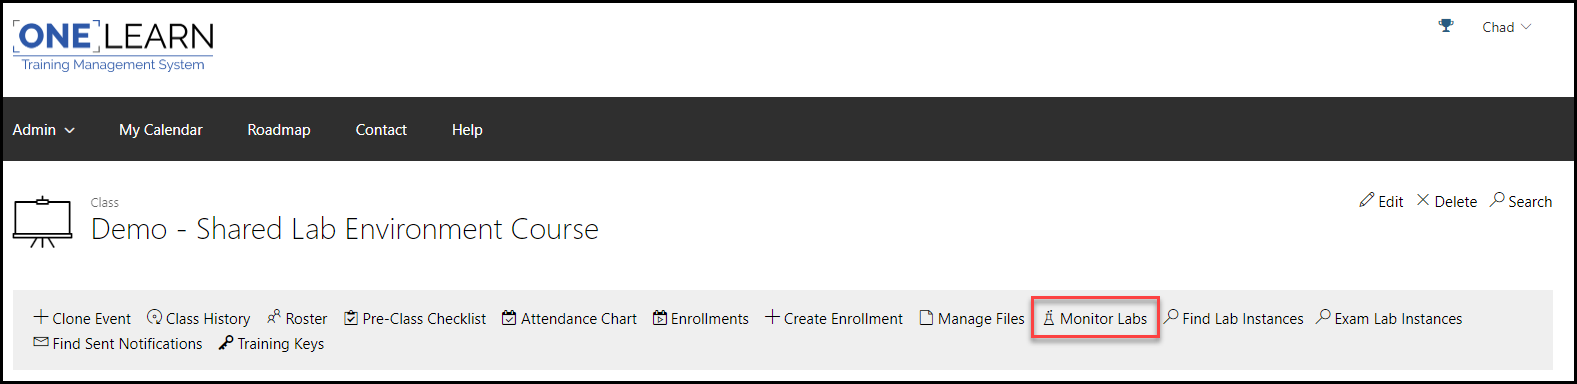 ONE LEARN
Training Management System
Chad
Admin My Calendar Roadmap Contact Help
Class
Demo - Shared Lab Environment Course
Edit Delete Search
Clone Event Class History Roster Pre-Class Checklist Attendance Chart Enrollments Create Enrollment Manage Files Monitor Labs Find Lab Instances Exam Lab Instances
Find Sent Notifications Training Keys